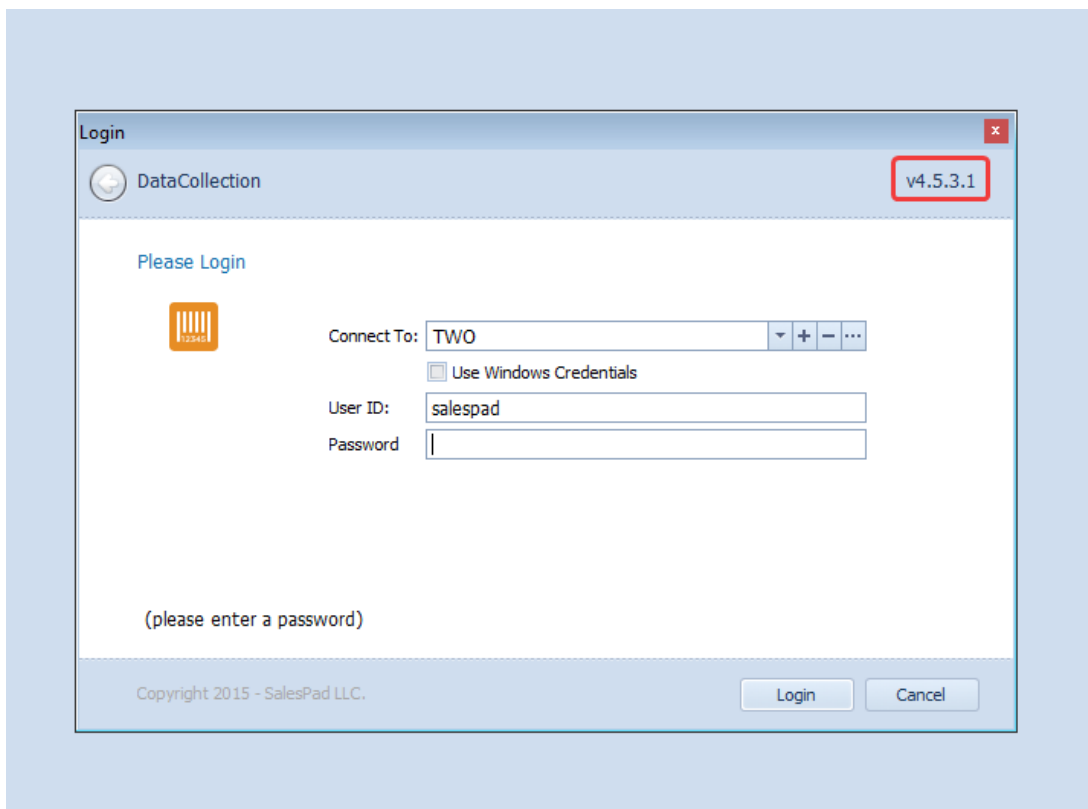 Login
x
DataCollection
v4.5.3.1
Please Login
12345
Connect To: TWO
Use Windows Credentials
User ID: salespad
Password
(please enter a password)
Copyright 2015 - SalesPad LLC.
Login Cancel